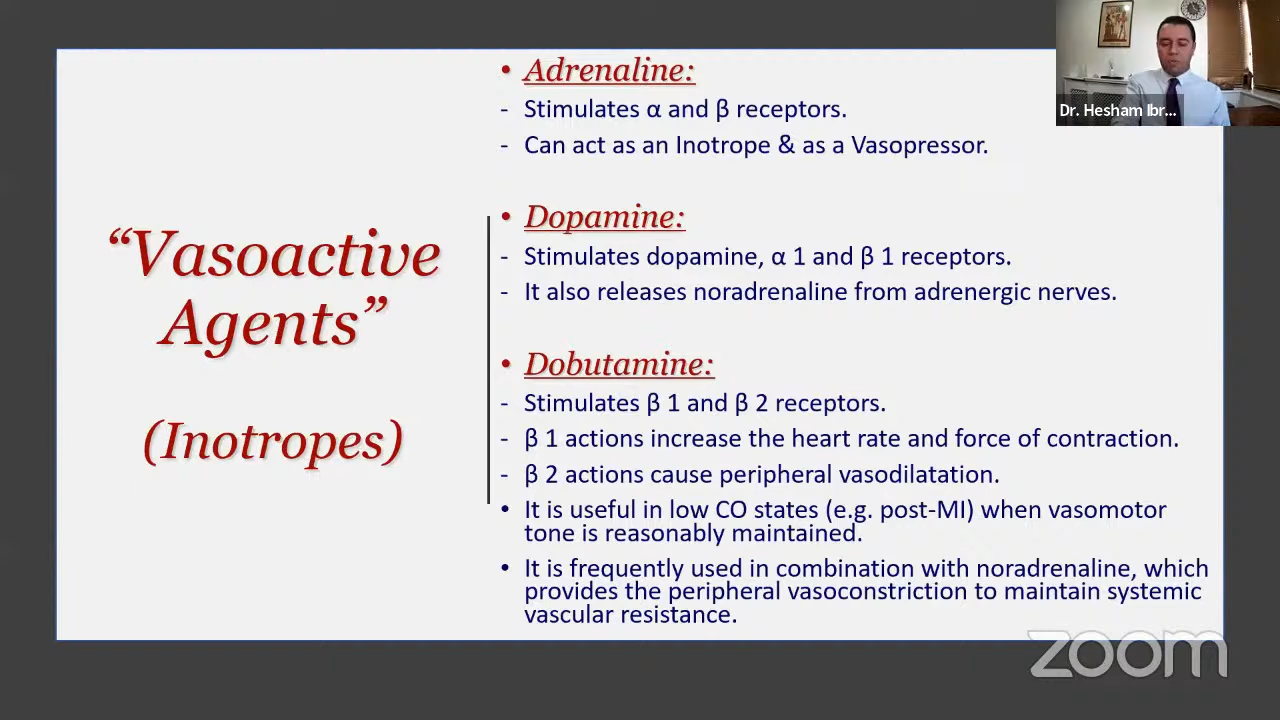 “Vasoactive
Agents”
(Inotropes)
• Adrenaline:
- Stimulates α and β receptors.
- Can act as an Inotrope & as a Vasopressor.
• Dopamine:
- Stimulates dopamine, α 1 and β 1 receptors.
- It also releases noradrenaline from adrenergic nerves.
• Dobutamine:
- Stimulates β 1 and β 2 receptors.
- β 1 actions increase the heart rate and force of contraction.
- β 2 actions cause peripheral vasodilatation.
• It is useful in low CO states (e.g. post-MI) when vasomotor
tone is reasonably maintained.
• It is frequently used in combination with noradrenaline, which
provides the peripheral vasoconstriction to maintain systemic
vascular resistance.
Dr. Hesham Ibr...
zoom